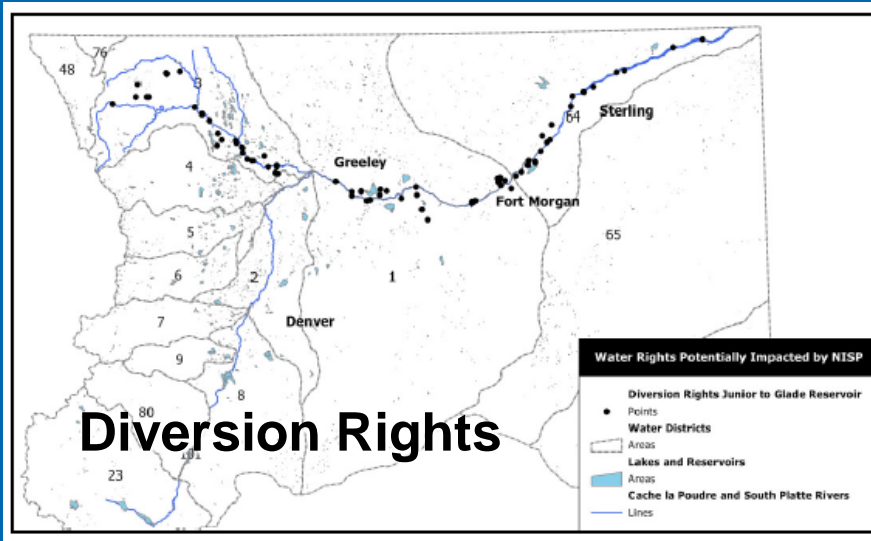 76
48
3
64
Sterling
Greeley
4
Fort Morgan
5
65
6
2
1
7
Denver
9
Water Rights Potentially Impacted by NISP
8
Diversion Rights Junior to Glade Reservoir
Points
80
Water Districts
Diversion Rights
Areas
Lakes and Reservoirs
23
Areas
Cache la Poudre and South Platte Rivers
Lines